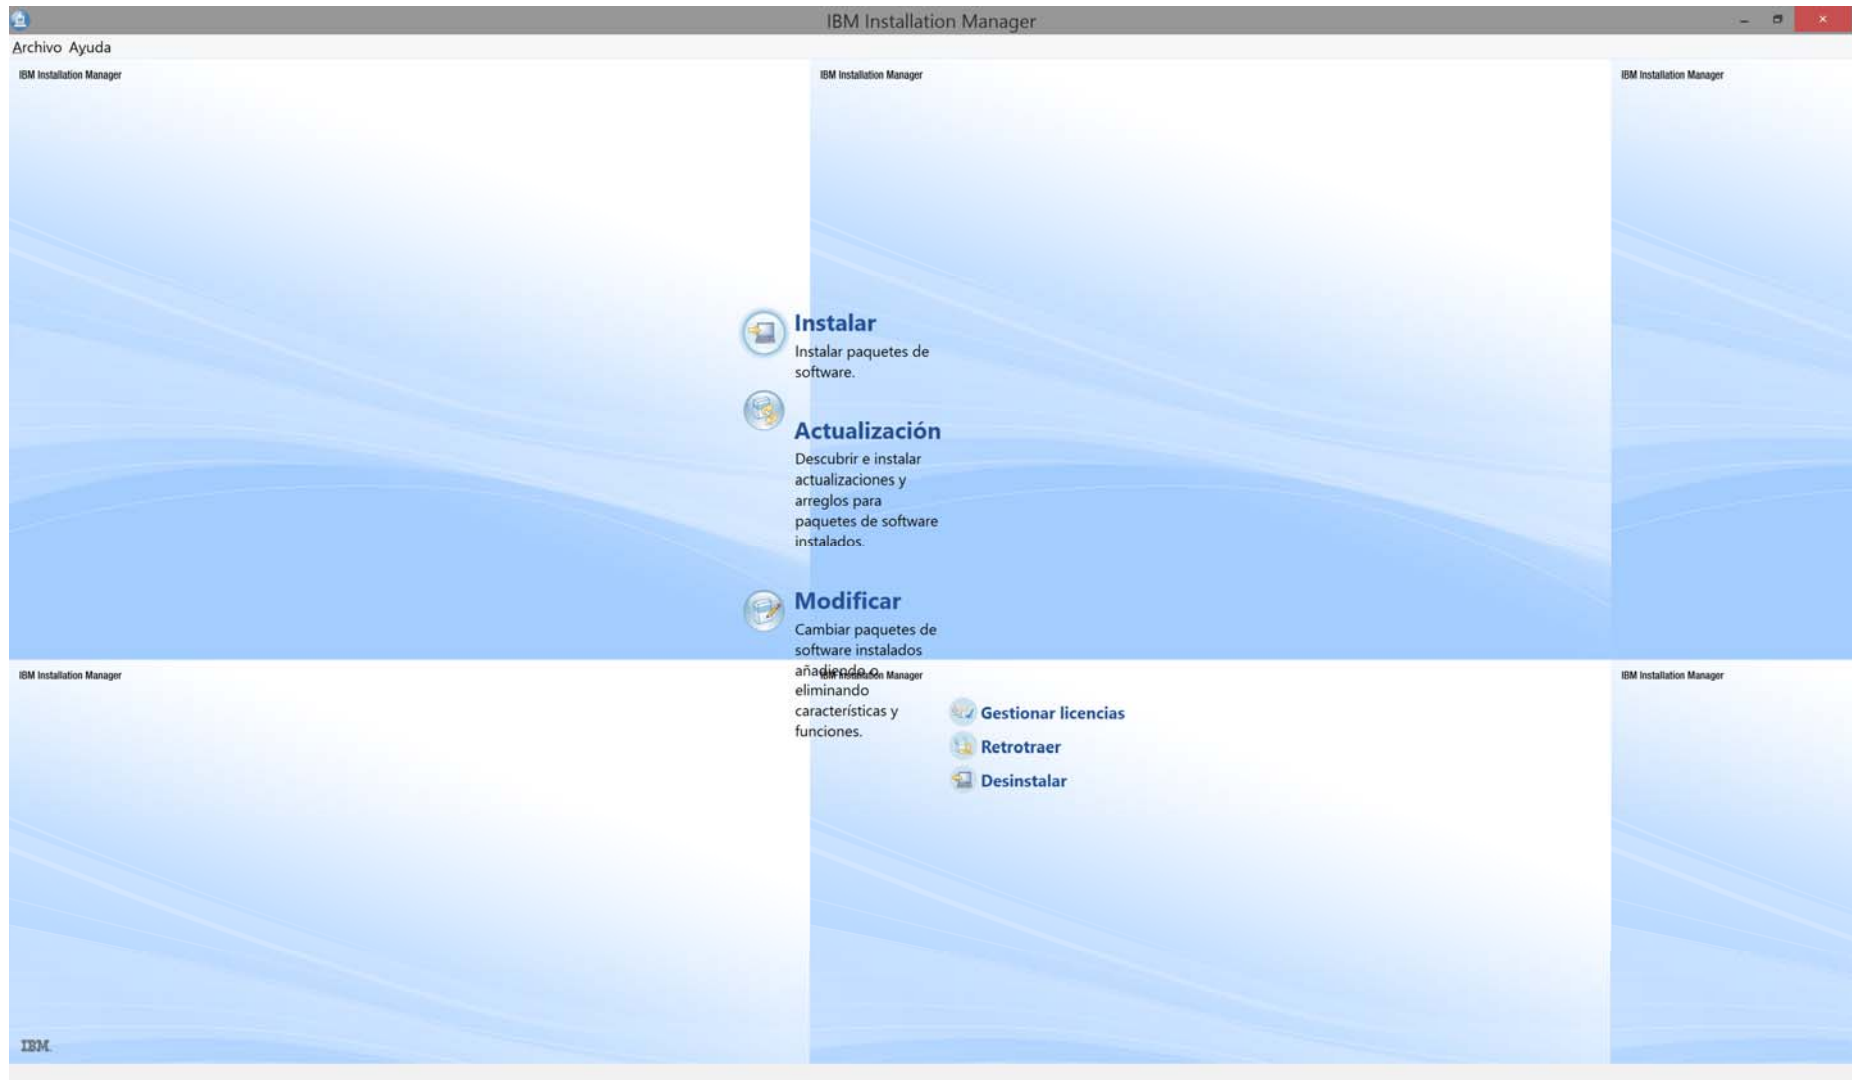 IBM Installation Manager
Archivo Ayuda
IBM Installation Manager
IBM Installation Manager
IBM Installation Manager
Instalar
Instalar paquetes de
software.
Actualización
Descubrir e instalar
actualizaciones y
arreglos para
paquetes de software
instalados.
Modificar
Cambiar paquetes de
software instalados
añadiendo o
eliminando
características y
funciones.
IBM Installation Manager
IBM Installation Manager
IBM Installation Manager
Gestionar licencias
Retrotraer
Desinstalar
IBM.